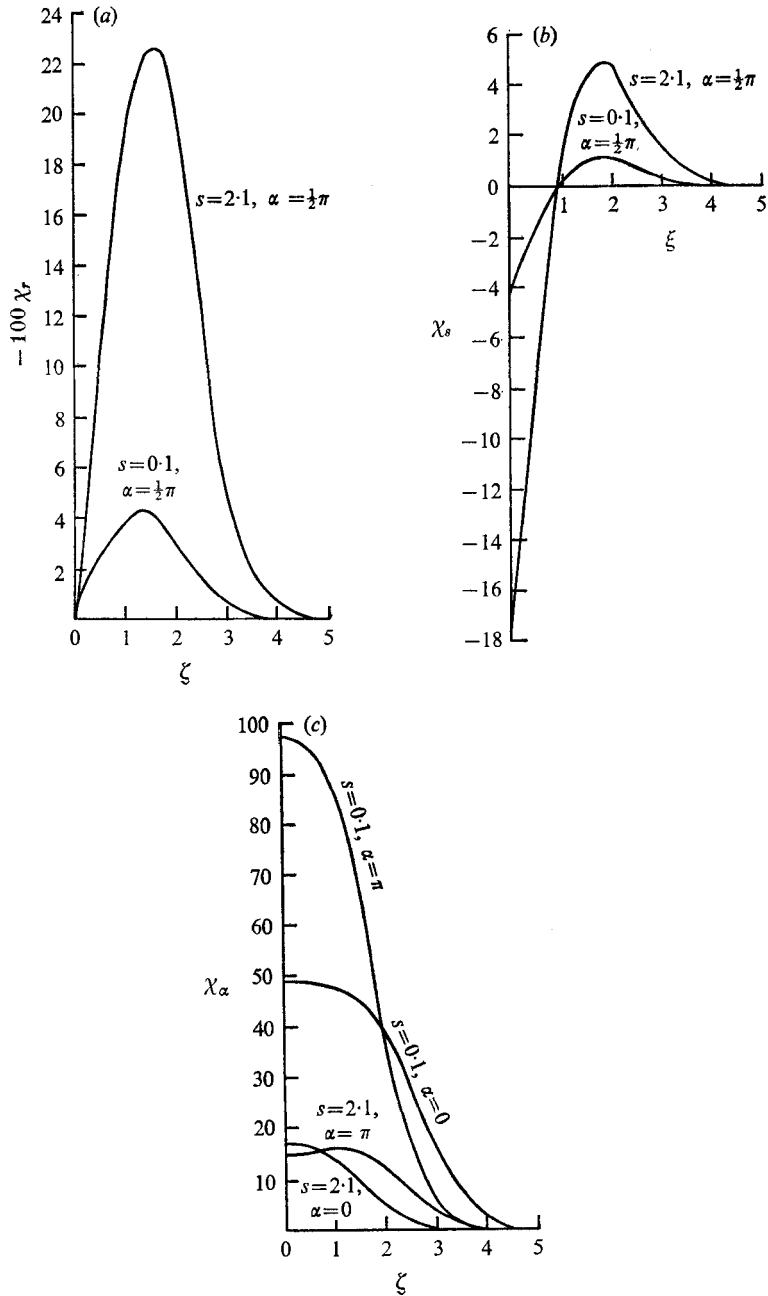 (a)
24
22
20
18
16
14
12
10
8
6
4
2
0 1 2 3 4 5
−100 χr
ζ
s=2·1, α=½π
s=0·1,
α=½π
(b)
6
4
2
0
−2
−4
−6
−8
−10
−12
−14
−16
−18
1 2 3 4 5
χs
ξ
s=2·1, α=½π
s=0·1,
α=½π
(c)
100
90
80
70
60
50
40
30
20
10
0 1 2 3 4 5
χα
ζ
s=0·1, α=π
s=0·1, α=0
s=2·1,
α=π
s=2·1,
α=0